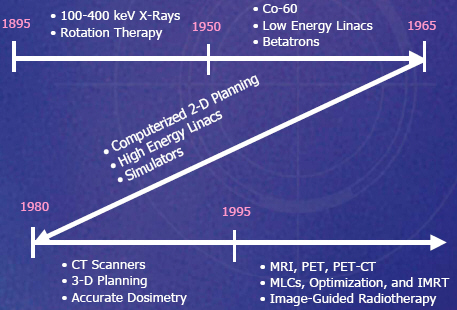 1895
• 100-400 keV X-Rays
• Rotation Therapy
1950
• Co-60
• Low Energy Linacs
• Betatrons
1965
• Computerized 2-D Planning
• High Energy Linacs
• Simulators
1980
• CT Scanners
• 3-D Planning
• Accurate Dosimetry
1995
• MRI, PET, PET-CT
• MLCs, Optimization, and IMRT
• Image-Guided Radiotherapy